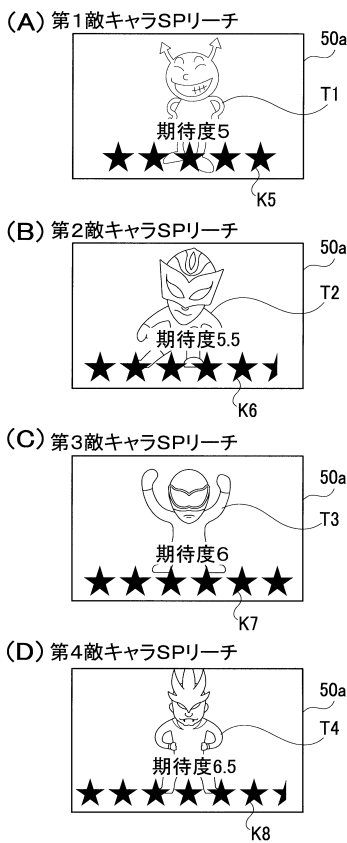 (A) 第1敵キャラSPリーチ
50a
T1
期待度5
★★★★★
K5
(B) 第2敵キャラSPリーチ
50a
T2
期待度5.5
K6
(C) 第3敵キャラSPリーチ
50a
T3
期待度6
★★★★★★
K7
(D) 第4敵キャラSPリーチ
50a
T4
期待度6.5
K8